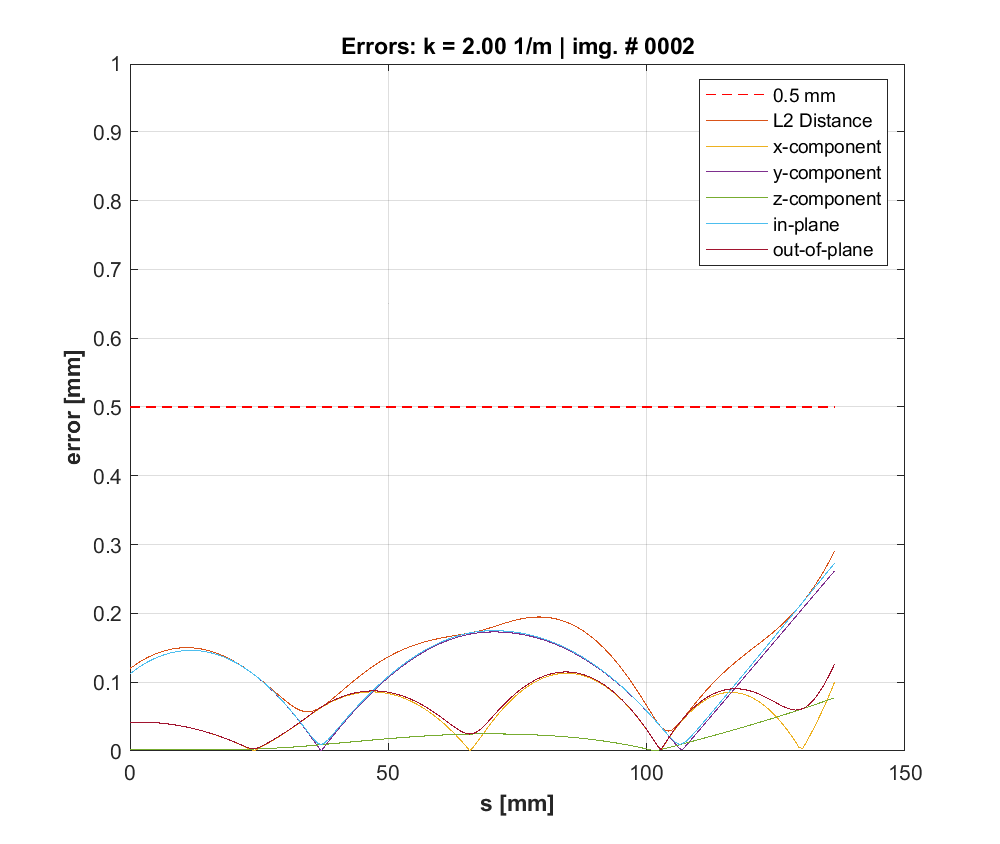 Errors: k = 2.00 1/m | img. # 0002
1
0.9
0.8
0.7
0.6
0.5
0.4
0.3
0.2
0.1
0
error [mm]
0.5 mm
L2 Distance
x-component
y-component
z-component
in-plane
out-of-plane
0 50 100 150
s [mm]